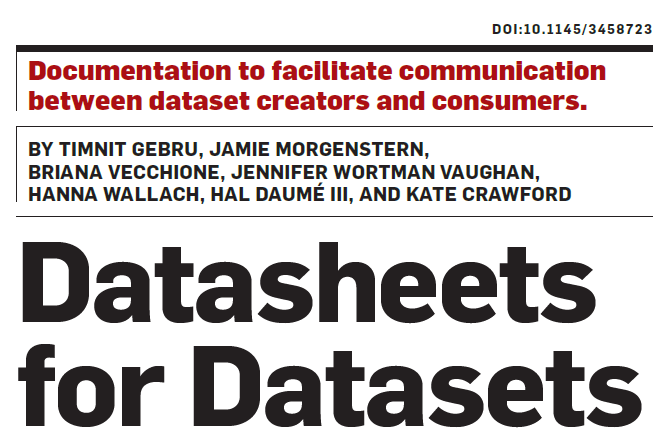 DOI:10.1145/3458723
Documentation to facilitate communication
between dataset creators and consumers.
BY TIMNIT GEBRU, JAMIE MORGENSTERN,
BRIANA VECCHIONE, JENNIFER WORTMAN VAUGHAN,
HANNA WALLACH, HAL DAUMÉ III, AND KATE CRAWFORD
Datasheets
for Datasets